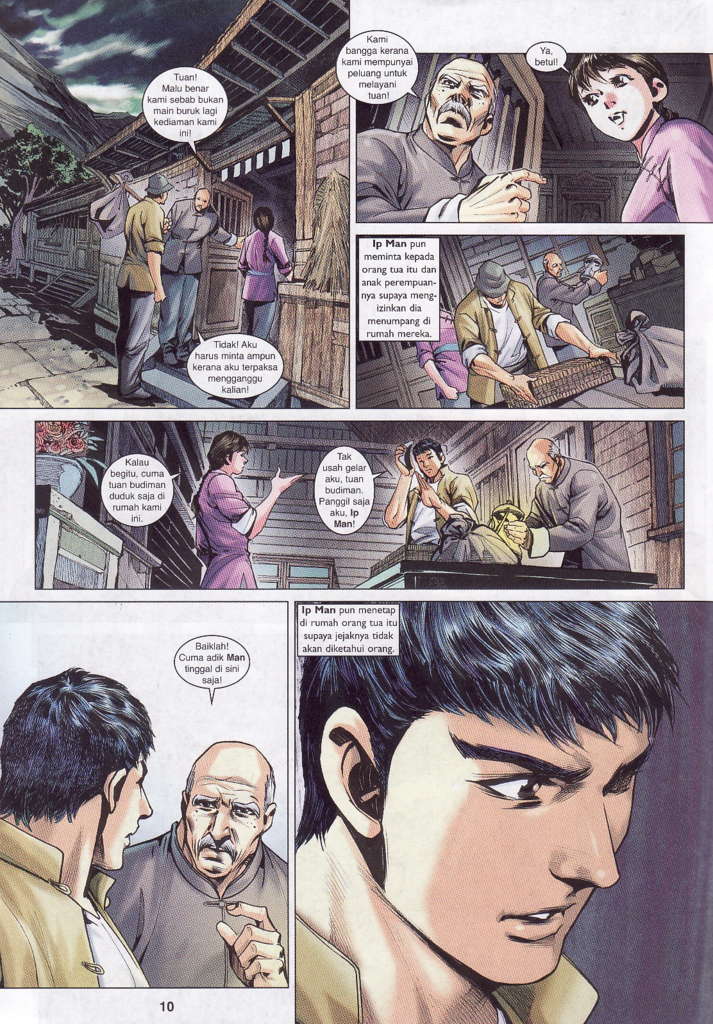 Tuan!
Malu benar
kami sebab bukan
main buruk lagi
kediaman kami
ini!
Tidak! Aku
harus minta ampun
kerana aku terpaksa
mengganggu
kalian!
Kami
bangga kerana
kami mempunyai
peluang untuk
melayani
tuan!
Ya,
betul!
Ip Man pun
meminta kepada
orang tua itu dan
anak perempuan-
nya supaya meng-
izinkan dia
menumpang di
rumah mereka.
Kalau
begitu, cuma
tuan budiman
duduk saja di
rumah kami
ini.
Tak
usah gelar
aku, tuan
budiman.
Panggil saja
aku, Ip
Man!
Baiklah!
Cuma adik Man
tinggal di sini
saja!
Ip Man pun menetap
di rumah orang tua itu
supaya jejaknya tidak
akan diketahui orang.
10